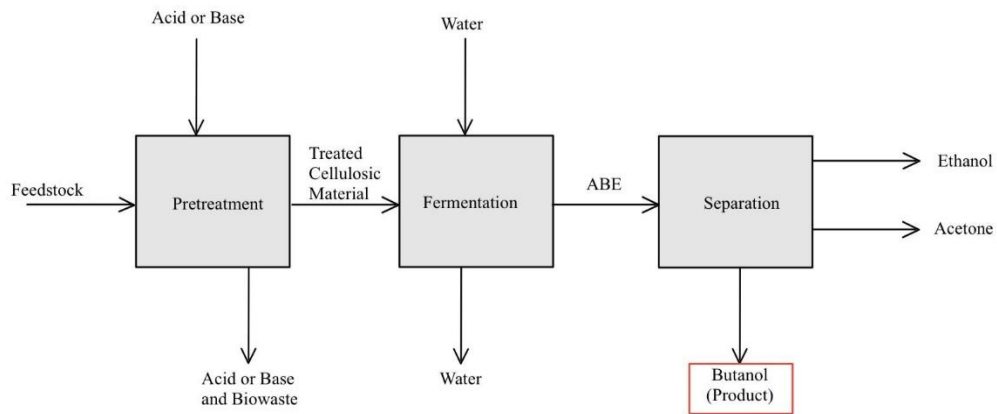 Acid or Base
Water
Feedstock
Pretreatment
Treated
Cellulosic
Material
Fermentation
ABE
Separation
Ethanol
Acetone
Acid or Base
and Biowaste
Water
Butanol
(Product)